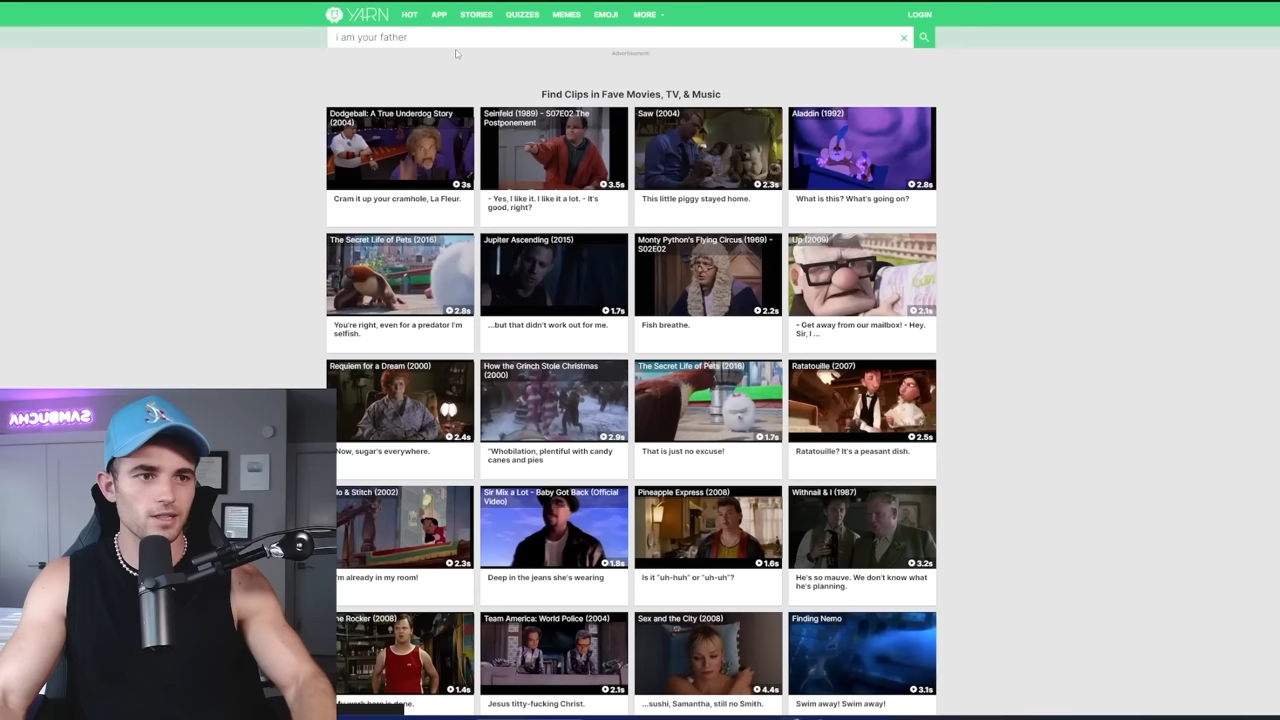 YARN
HOT
APP
STORIES
QUIZZES
MEMES
EMOJI
MORE
LOGIN
i am your father
Advertisement
Find Clips in Fave Movies, TV, & Music
Dodgeball: A True Underdog Story
(2004)
3s
Cram it up your cramhole, La Fleur.
Seinfeld (1989) - S07E02 The
Postponement
3.5s
- Yes, I like it. I like it a lot. - It's
good, right?
Saw (2004)
2.3s
This little piggy stayed home.
Aladdin (1992)
2.8s
What is this? What's going on?
The Secret Life of Pets (2016)
2.8s
You're right, even for a predator I'm
selfish.
Jupiter Ascending (2015)
1.7s
...but that didn't work out for me.
Monty Python's Flying Circus (1969) -
S02E02
2.2s
Fish breathe.
Up (2009)
2.1s
- Get away from our mailbox! - Hey.
Sir, I ...
Requiem for a Dream (2000)
2.4s
Now, sugar's everywhere.
How the Grinch Stole Christmas
(2000)
2.9s
"Whobilation, plentiful with candy
canes and pies
The Secret Life of Pets (2016)
1.7s
That is just no excuse!
Ratatouille (2007)
2.5s
Ratatouille? It's a peasant dish.
SAMBUCHA
lo & Stitch (2002)
2.3s
'm already in my room!
Sir Mix a Lot - Baby Got Back (Official
Video)
1.8s
Deep in the jeans she's wearing
Pineapple Express (2008)
1.6s
Is it "uh-huh" or "uh-uh"?
Withnail & I (1987)
3.2s
He's so mauve. We don't know what
he's planning.
he Rocker (2008)
1.4s
My work here is done.
Team America: World Police (2004)
2.1s
Jesus titty-fucking Christ.
Sex and the City (2008)
4.4s
...sushi, Samantha, still no Smith.
Finding Nemo
3.1s
Swim away! Swim away!